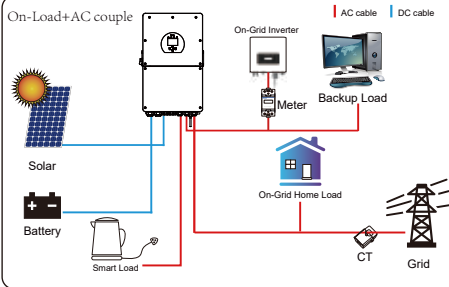 On-Load+AC couple
AC cable
DC cable
On-Grid Inverter
Meter
Backup Load
Solar
On-Grid Home Load
Battery
Smart Load
CT
Grid